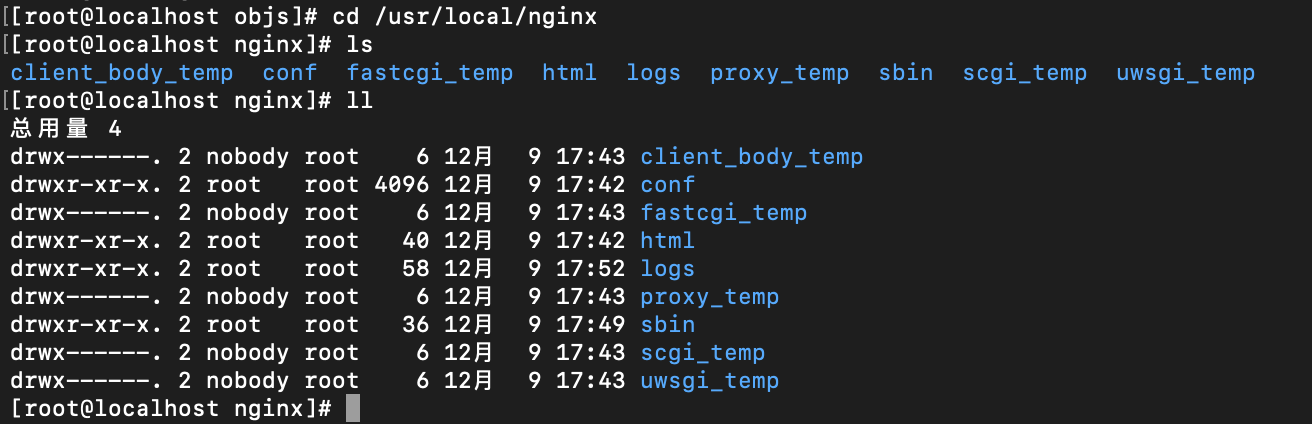 [[root@localhost objs]# cd /usr/local/nginx
[[root@localhost nginx]# ls
client_body_temp  conf  fastcgi_temp  html  logs  proxy_temp  sbin  scgi_temp  uwsgi_temp
[[root@localhost nginx]# ll
总用量 4
drwx------. 2 nobody root    6 12月  9 17:43 client_body_temp
drwxr-xr-x. 2 root   root 4096 12月  9 17:42 conf
drwx------. 2 nobody root    6 12月  9 17:43 fastcgi_temp
drwxr-xr-x. 2 root   root   40 12月  9 17:42 html
drwxr-xr-x. 2 root   root   58 12月  9 17:52 logs
drwx------. 2 nobody root    6 12月  9 17:43 proxy_temp
drwxr-xr-x. 2 root   root   36 12月  9 17:49 sbin
drwx------. 2 nobody root    6 12月  9 17:43 scgi_temp
drwx------. 2 nobody root    6 12月  9 17:43 uwsgi_temp
[root@localhost nginx]#